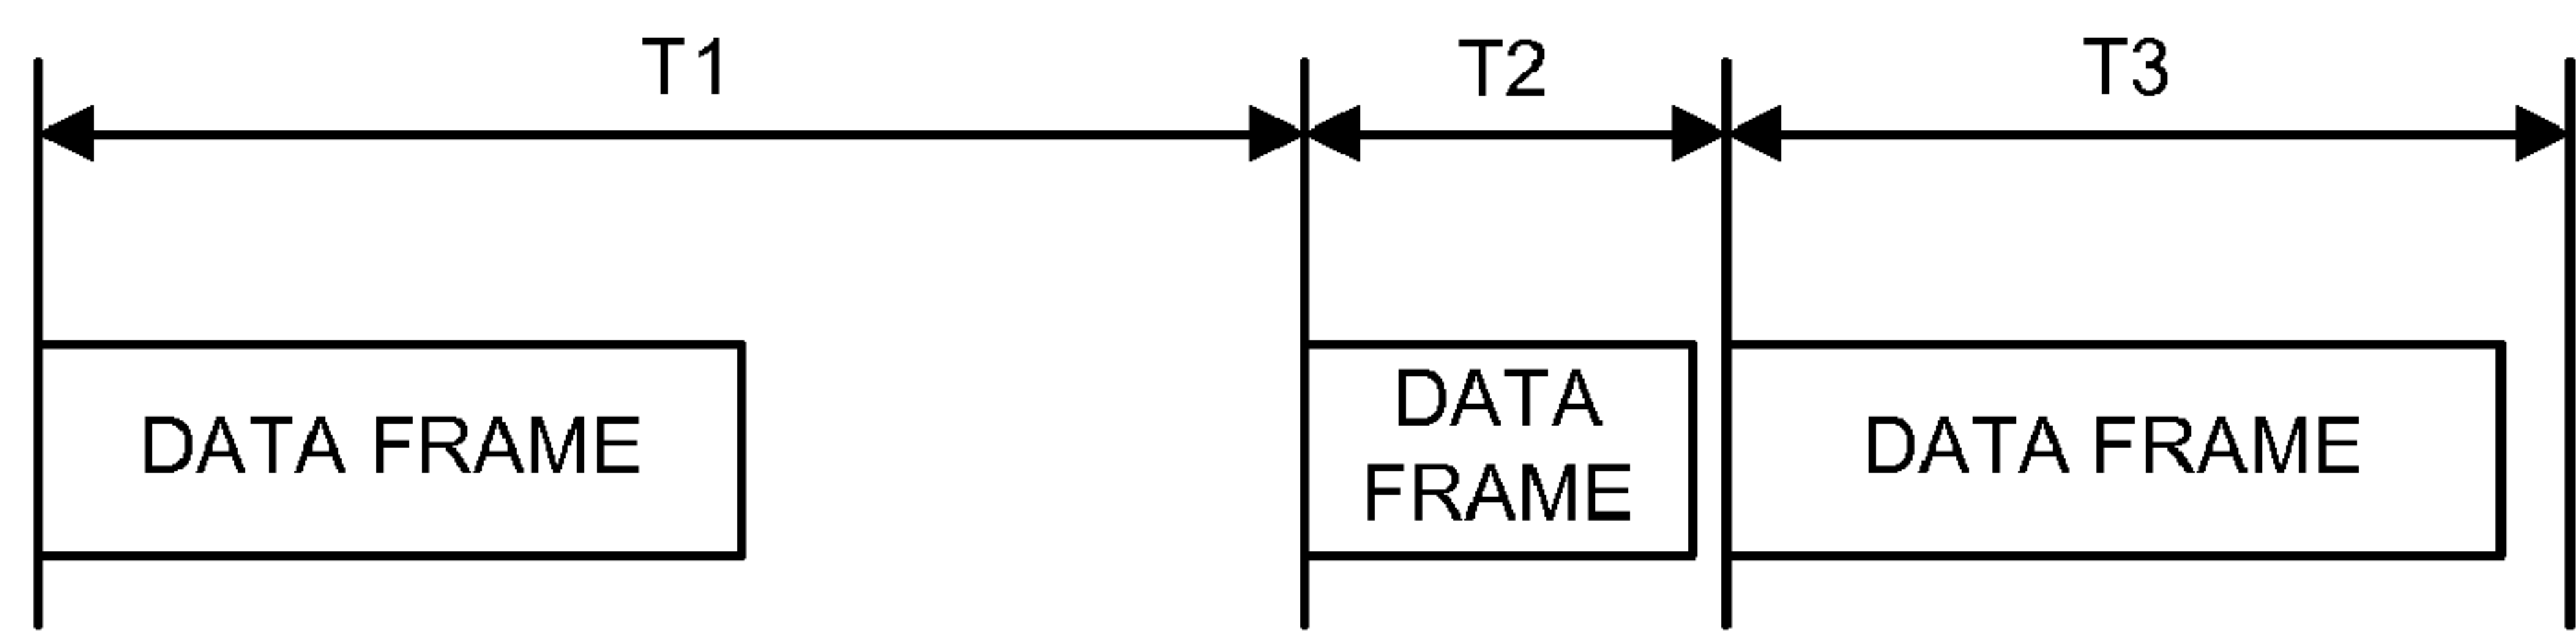 T1
T2
T3
DATA FRAME
DATA
FRAME
DATA FRAME